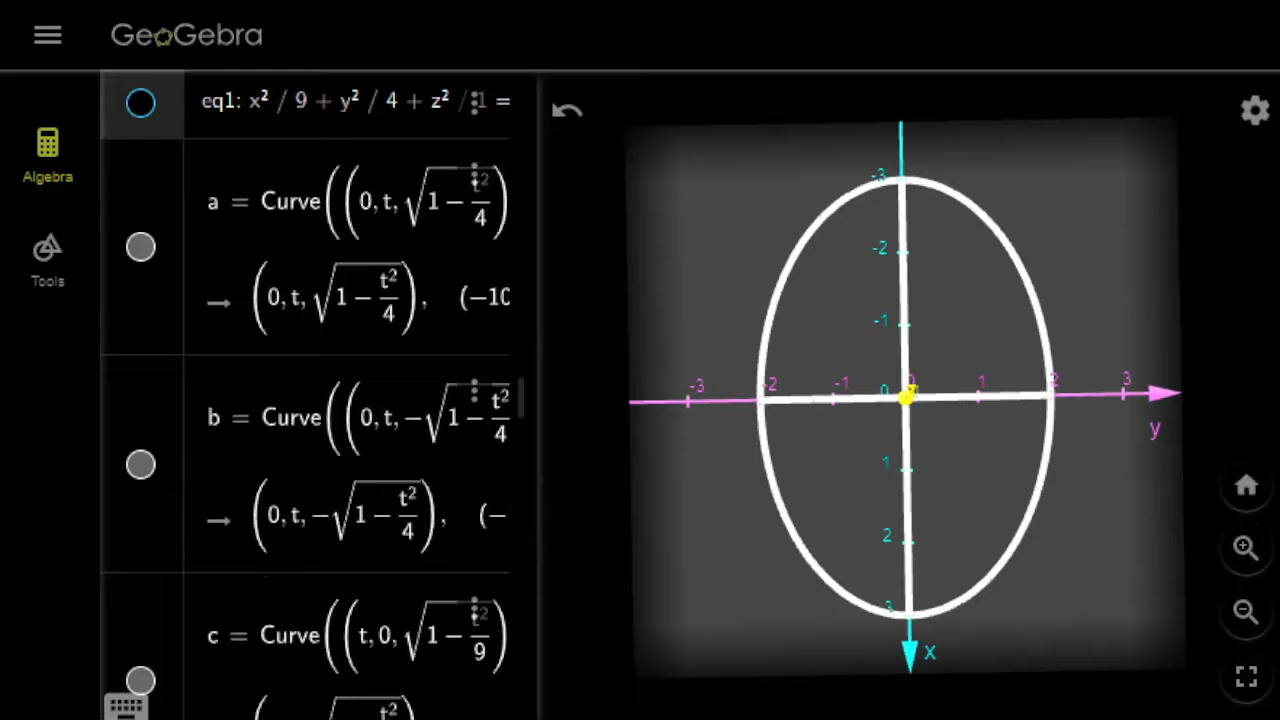 GeoGebra
Algebra
Tools
eq1: x² / 9 + y² / 4 + z² / 1 =
a = Curve((0, t, √1 − t²/4)
→ (0, t, √1 − t²/4), (−10
b = Curve((0, t, −√1 − t²/4
→ (0, t, −√1 − t²/4), (−
c = Curve((t, 0, √1 − t²/9)
t²
-3
-2
-1
-3 -2 -1 0 1 2 3
0
y
1
2
3
x